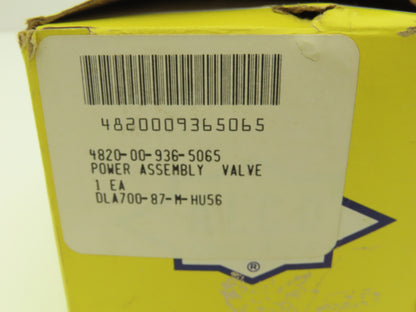 4820009365065
4820-00-936-5065
POWER ASSEMBLY VALVE
1 EA
DLA700-87-M-HU56
®